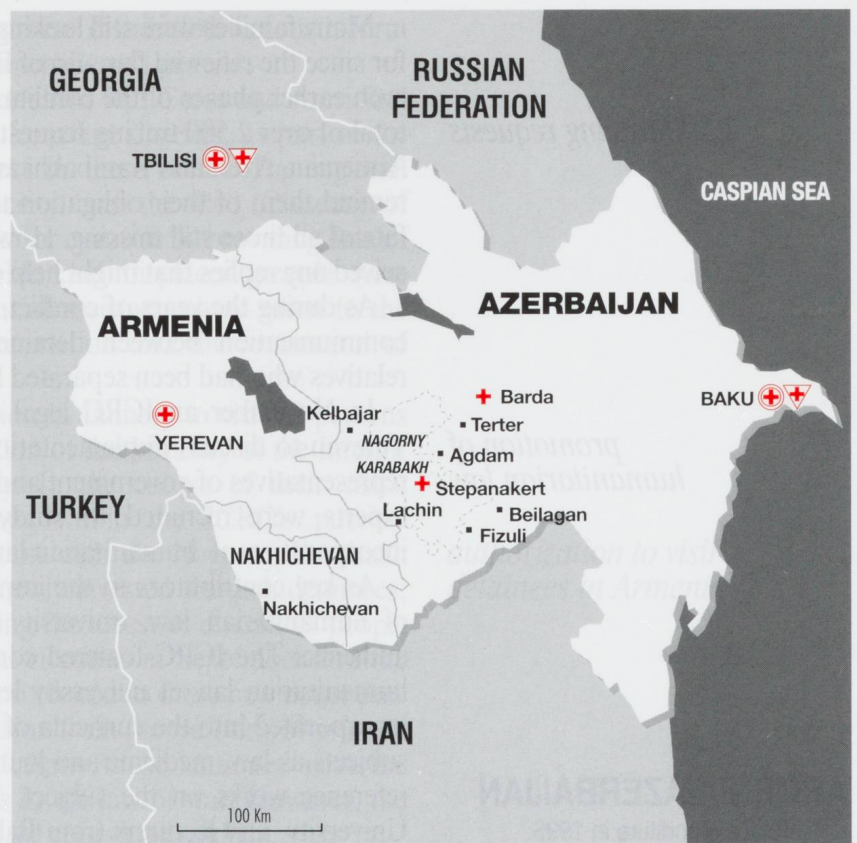 GEORGIA
RUSSIAN
FEDERATION
TBILISI
CASPIAN SEA
AZERBAIJAN
ARMENIA
Barda
BAKU
Kelbajar
Terter
YEREVAN
NAGORNY
KARABAKH
Agdam
Stepanakert
TURKEY
Lachin
Beilagan
Fizuli
NAKHICHEVAN
Nakhichevan
IRAN
100 Km